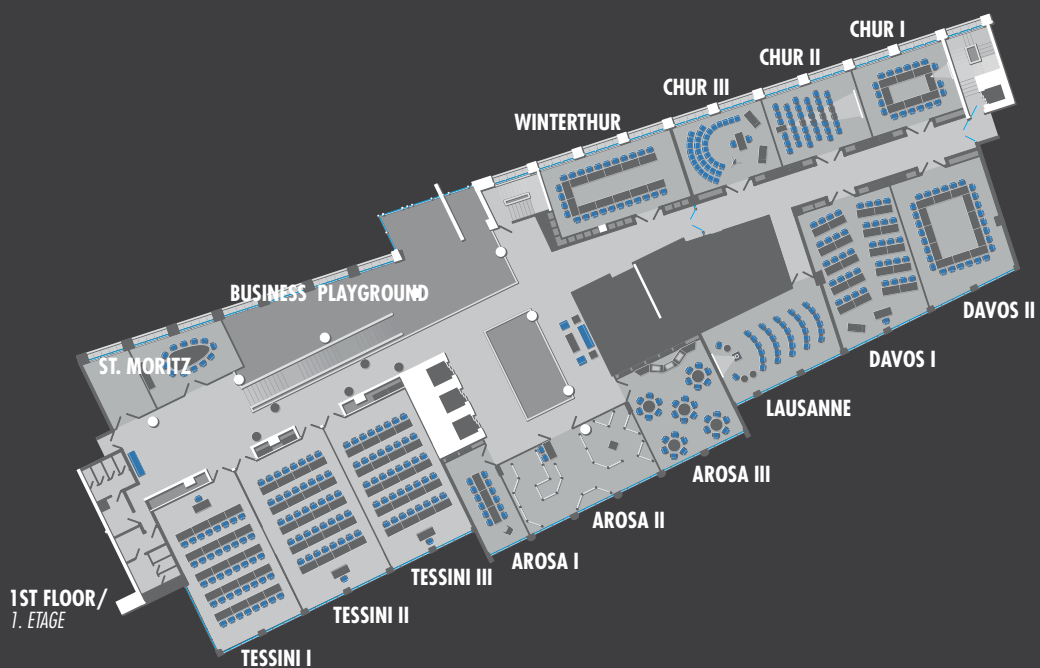 CHUR I
CHUR II
CHUR III
WINTERTHUR
BUSINESS PLAYGROUND
DAVOS II
ST. MORITZ
DAVOS I
LAUSANNE
AROSA III
AROSA II
AROSA I
TESSINI III
1ST FLOOR/
1. ETAGE
TESSINI II
TESSINI I